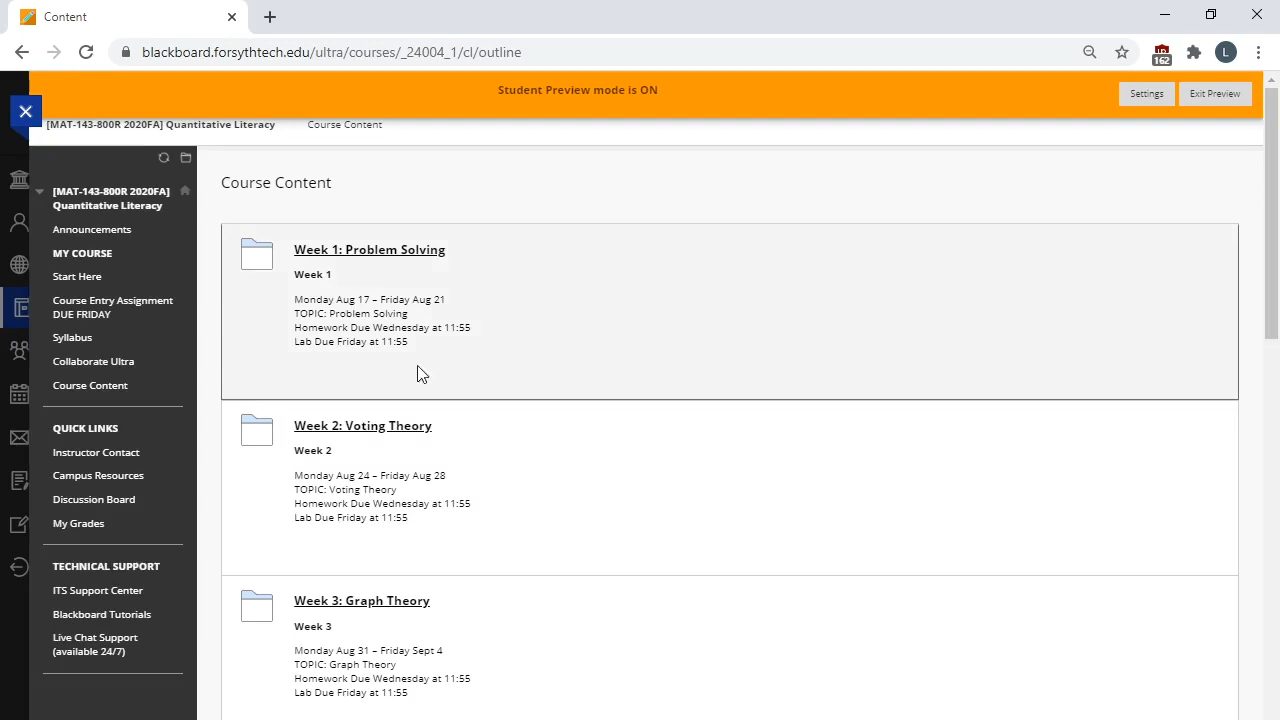 Content
blackboard.forsythtech.edu/ultra/courses/_24004_1/cl/outline
162
L
Student Preview mode is ON
Settings
Exit Preview
[MAT-143-800R 2020FA] Quantitative Literacy
Course Content
[MAT-143-800R 2020FA]
Quantitative Literacy
Announcements
MY COURSE
Start Here
Course Entry Assignment
DUE FRIDAY
Syllabus
Collaborate Ultra
Course Content
QUICK LINKS
Instructor Contact
Campus Resources
Discussion Board
My Grades
TECHNICAL SUPPORT
ITS Support Center
Blackboard Tutorials
Live Chat Support
(available 24/7)
Course Content
Week 1: Problem Solving
Week 1
Monday Aug 17 – Friday Aug 21
TOPIC: Problem Solving
Homework Due Wednesday at 11:55
Lab Due Friday at 11:55
Week 2: Voting Theory
Week 2
Monday Aug 24 – Friday Aug 28
TOPIC: Voting Theory
Homework Due Wednesday at 11:55
Lab Due Friday at 11:55
Week 3: Graph Theory
Week 3
Monday Aug 31 – Friday Sept 4
TOPIC: Graph Theory
Homework Due Wednesday at 11:55
Lab Due Friday at 11:55